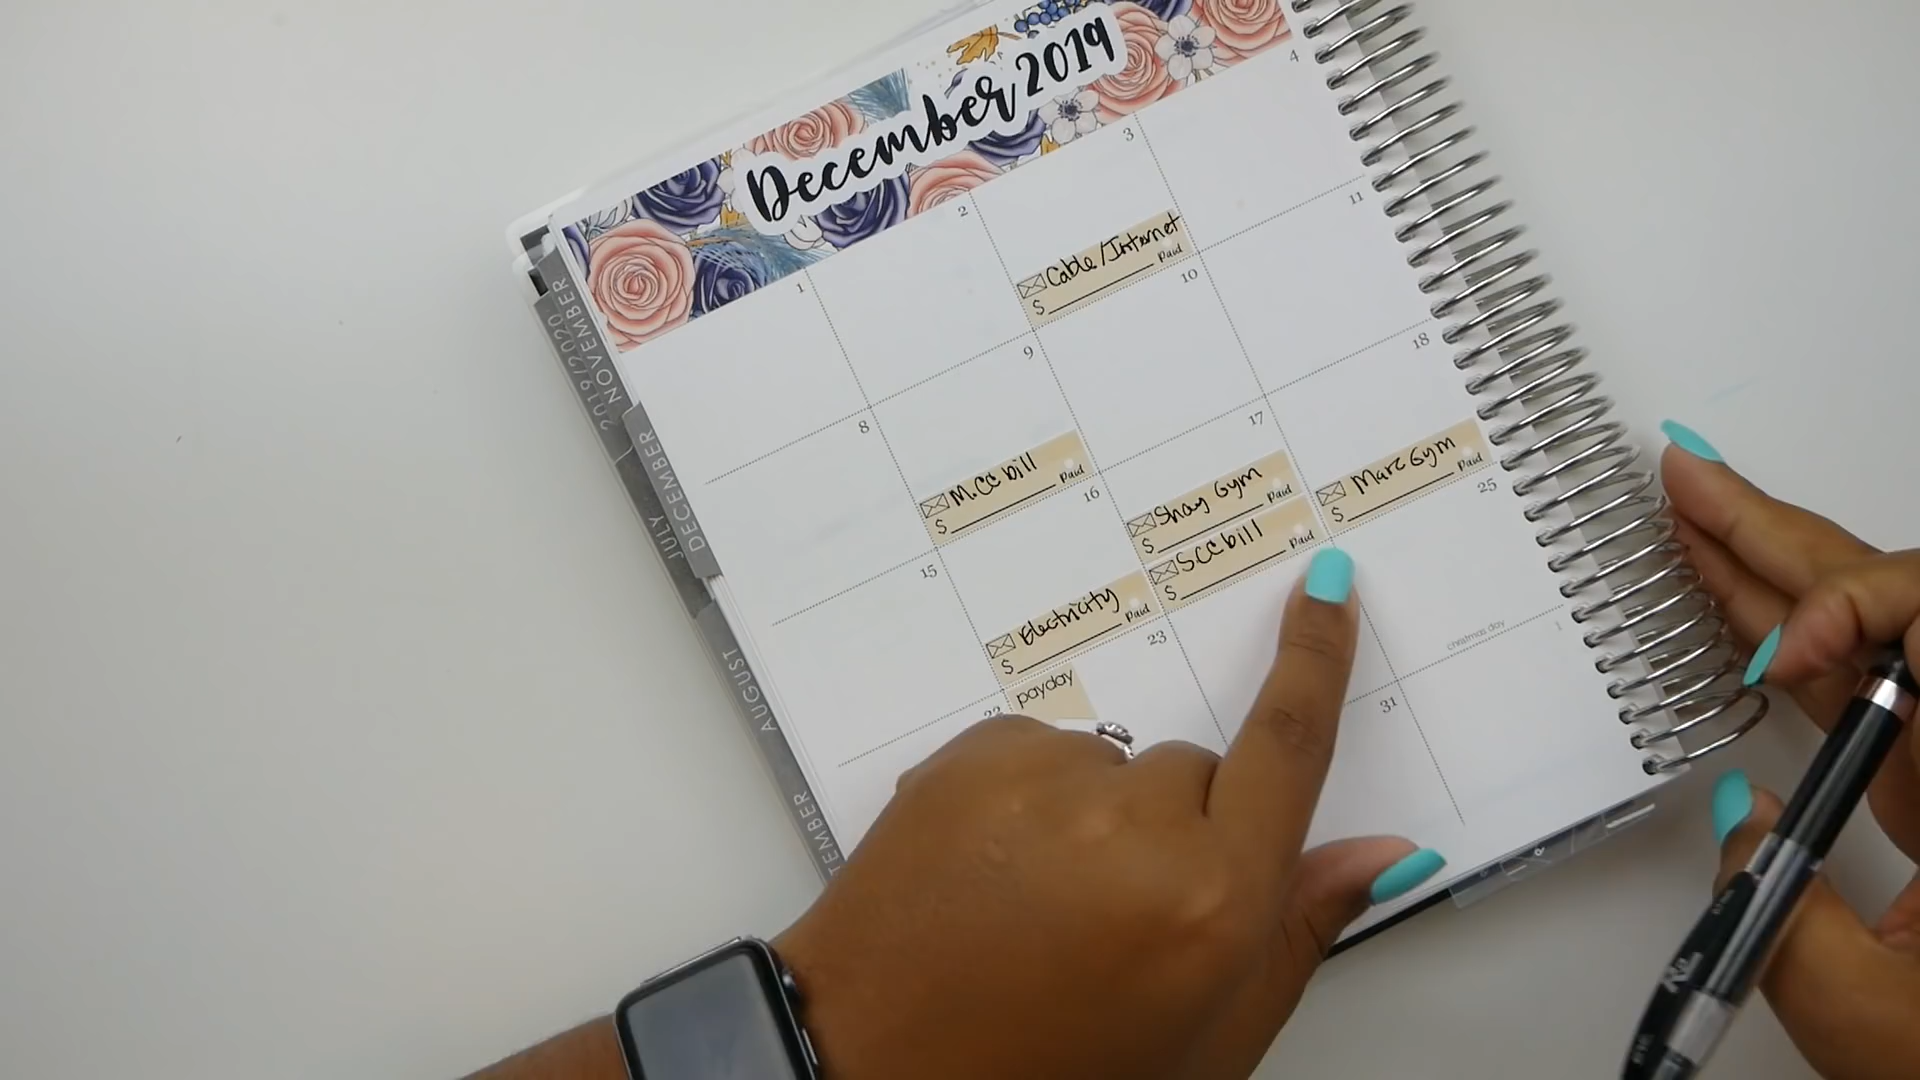 December 2019
1
2
3
4
Cable/Internet
$ Paid
8
9
10
11
M.CC bill
$ Paid
15
16
17
18
Electricity
$ Paid
Shay Gym
$ Paid
S.CC bill
$ Paid
Marc Gym
$ Paid
22
payday
23
25
christmas day
31
1
2019/2020
NOVEMBER
JULY
DECEMBER
AUGUST
TEMBER